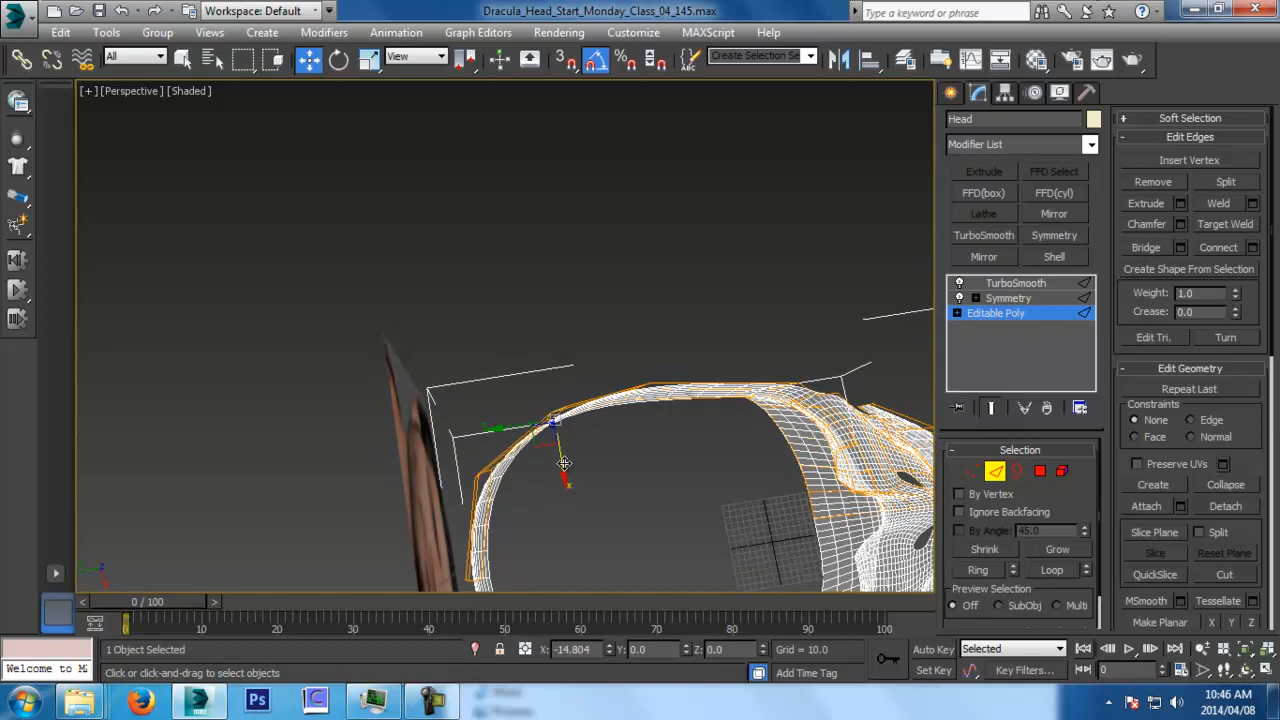 Workspace: Default
Dracula_Head_Start_Monday_Class_04_145.max
Type a keyword or phrase
Edit Tools Group Views Create Modifiers Animation Graph Editors Rendering Customize MAXScript Help
All
View
3
Create Selection Se
[+] [Perspective] [Shaded]
Head
Modifier List
Extrude FFD Select
FFD(box) FFD(cyl)
Lathe Mirror
TurboSmooth Symmetry
Mirror Shell
TurboSmooth
Symmetry
Editable Poly
Selection
By Vertex
Ignore Backfacing
By Angle: 45.0
Shrink Grow
Ring Loop
Preview Selection
Off SubObj Multi
Soft Selection
Edit Edges
Insert Vertex
Remove Split
Extrude Weld
Chamfer Target Weld
Bridge Connect
Create Shape From Selection
Weight: 1.0
Crease: 0.0
Edit Tri. Turn
Edit Geometry
Repeat Last
Constraints
None Edge
Face Normal
Preserve UVs
Create Collapse
Attach Detach
Slice Plane Split
Slice Reset Plane
QuickSlice Cut
MSmooth Tessellate
Make Planar X Y Z
x
z
0 / 100
0 10 20 30 40 50 60 70 80 90 100
1 Object Selected
X: -14.804 Y: 0.0 Z: 0.0 Grid = 10.0
Auto Key Selected
Welcome to M
Click or click-and-drag to select objects
Add Time Tag
Set Key Key Filters...
0
Ps
10:46 AM
2014/04/08